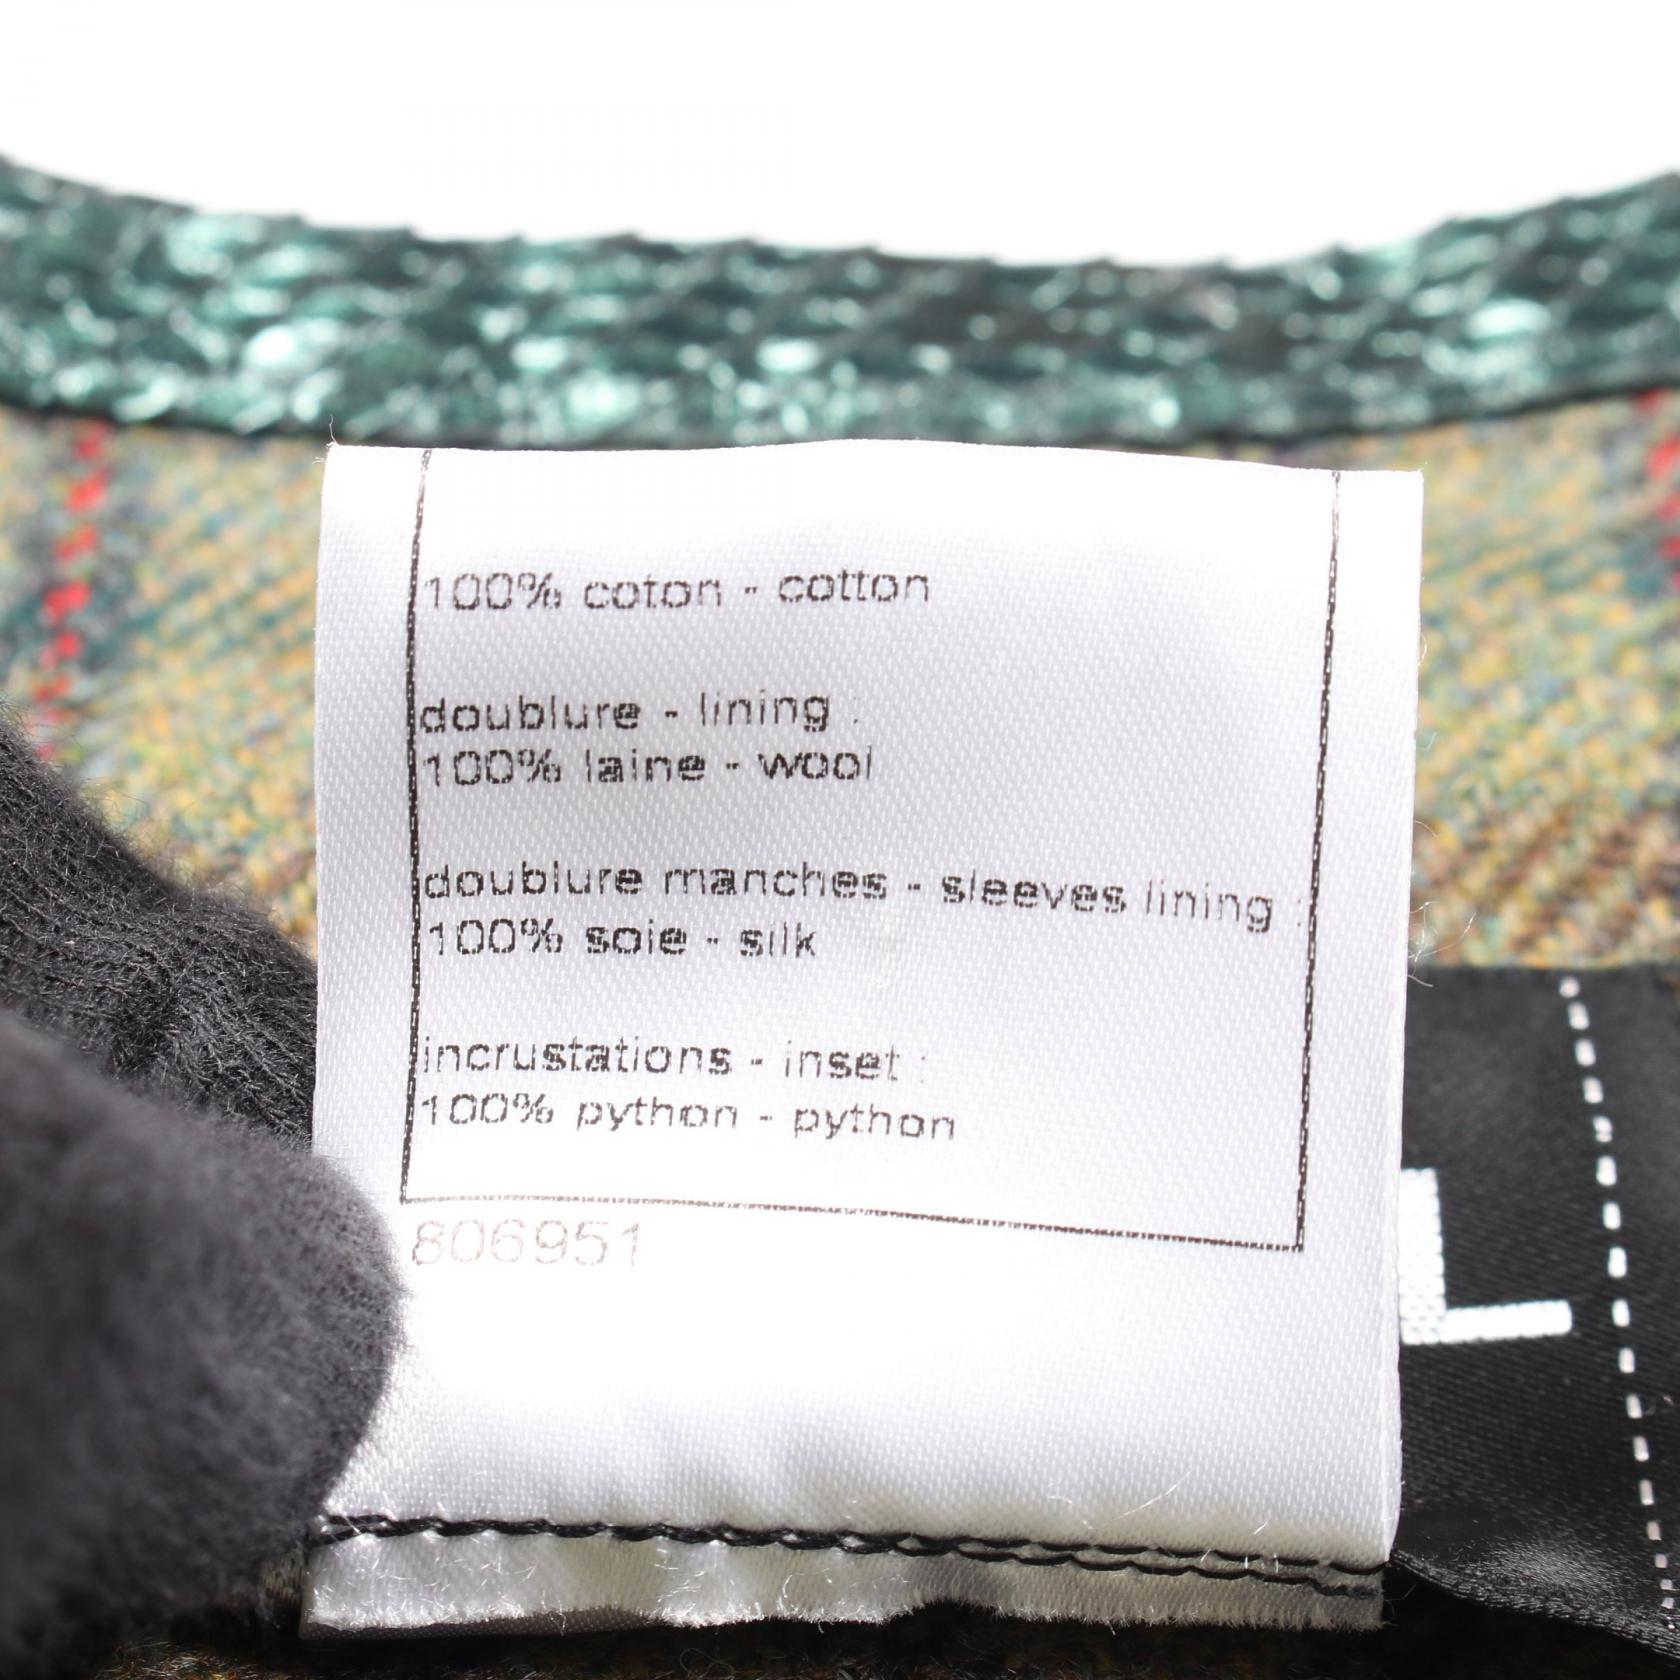 100% coton - cotton
doublure - lining :
100% laine - wool
doublure manches - sleeves lining :
100% soie - silk
incrustations - inset :
100% python - python
806951